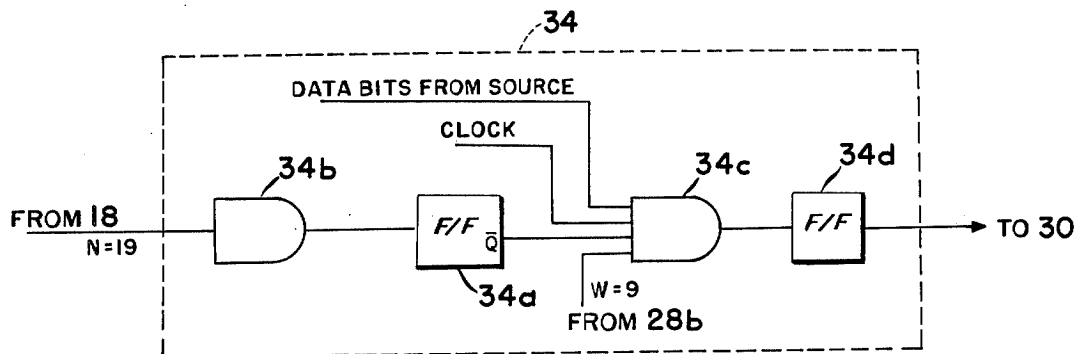 34
DATA BITS FROM SOURCE
CLOCK
34b
34c
34d
FROM 18
N=19
F/F
Q̅
F/F
TO 30
34a
W=9
FROM 28b